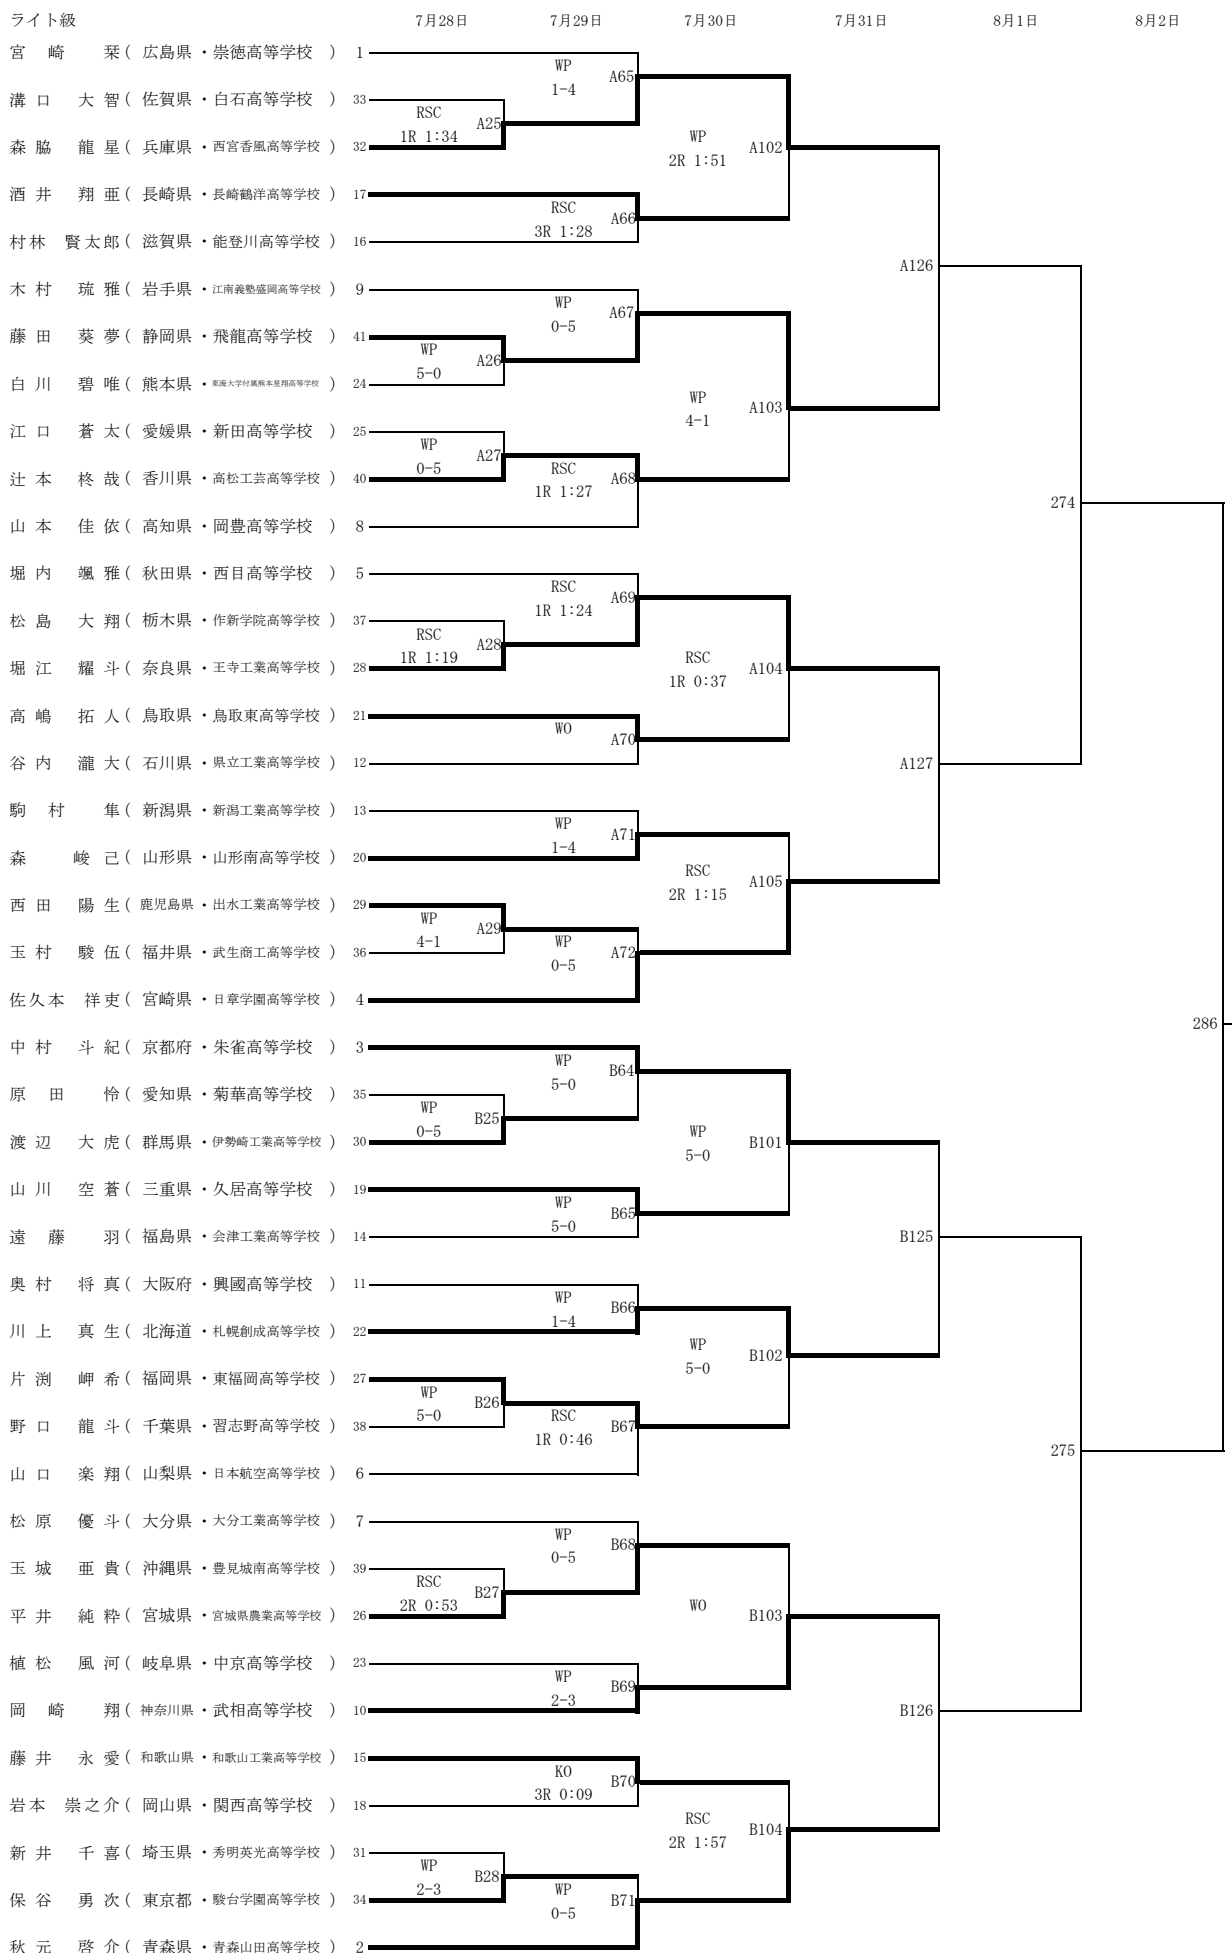 ライト級 7月28日 7月29日 7月30日 7月31日 8月1日 8月2日
宮崎 栞 ( 広島県 ・ 崇徳高等学校 ) 1
WP
1-4
A65
溝口 大智 ( 佐賀県 ・ 白石高等学校 ) 33
RSC
1R 1:34
A25
森脇 龍星 ( 兵庫県 ・ 西宮香風高等学校 ) 32
WP
2R 1:51
A102
酒井 翔亜 ( 長崎県 ・ 長崎鶴洋高等学校 ) 17
RSC
3R 1:28
A66
村林 賢太郎 ( 滋賀県 ・ 能登川高等学校 ) 16
A126
木村 琉雅 ( 岩手県 ・ 江南義塾盛岡高等学校 ) 9
WP
0-5
A67
藤田 葵夢 ( 静岡県 ・ 飛龍高等学校 ) 41
WP
5-0
A26
白川 碧唯 ( 熊本県 ・ 東海大学付属熊本星翔高等学校 ) 24
WP
4-1
A103
江口 蒼太 ( 愛媛県 ・ 新田高等学校 ) 25
WP
0-5
A27
辻本 柊哉 ( 香川県 ・ 高松工芸高等学校 ) 40
RSC
1R 1:27
A68
山本 佳依 ( 高知県 ・ 岡豊高等学校 ) 8
274
堀内 颯雅 ( 秋田県 ・ 西目高等学校 ) 5
RSC
1R 1:24
A69
松島 大翔 ( 栃木県 ・ 作新学院高等学校 ) 37
RSC
1R 1:19
A28
堀江 耀斗 ( 奈良県 ・ 王寺工業高等学校 ) 28
RSC
1R 0:37
A104
高嶋 拓人 ( 鳥取県 ・ 鳥取東高等学校 ) 21
WO
A70
谷内 瀧大 ( 石川県 ・ 県立工業高等学校 ) 12
A127
駒村 隼 ( 新潟県 ・ 新潟工業高等学校 ) 13
WP
1-4
A71
森 峻己 ( 山形県 ・ 山形南高等学校 ) 20
RSC
2R 1:15
A105
西田 陽生 ( 鹿児島県 ・ 出水工業高等学校 ) 29
WP
4-1
A29
玉村 駿伍 ( 福井県 ・ 武生商工高等学校 ) 36
WP
0-5
A72
佐久本 祥吏 ( 宮崎県 ・ 日章学園高等学校 ) 4
286
中村 斗紀 ( 京都府 ・ 朱雀高等学校 ) 3
WP
5-0
B64
原田 怜 ( 愛知県 ・ 菊華高等学校 ) 35
WP
0-5
B25
渡辺 大虎 ( 群馬県 ・ 伊勢崎工業高等学校 ) 30
WP
5-0
B101
山川 空蒼 ( 三重県 ・ 久居高等学校 ) 19
WP
5-0
B65
遠藤 羽 ( 福島県 ・ 会津工業高等学校 ) 14
B125
奥村 将真 ( 大阪府 ・ 興國高等学校 ) 11
WP
1-4
B66
川上 真生 ( 北海道 ・ 札幌創成高等学校 ) 22
WP
5-0
B102
片渕 岬希 ( 福岡県 ・ 東福岡高等学校 ) 27
WP
5-0
B26
野口 龍斗 ( 千葉県 ・ 習志野高等学校 ) 38
RSC
1R 0:46
B67
275
山口 楽翔 ( 山梨県 ・ 日本航空高等学校 ) 6
松原 優斗 ( 大分県 ・ 大分工業高等学校 ) 7
WP
0-5
B68
玉城 亜貴 ( 沖縄県 ・ 豊見城南高等学校 ) 39
RSC
2R 0:53
B27
平井 純粋 ( 宮城県 ・ 宮城県農業高等学校 ) 26
WO
B103
植松 風河 ( 岐阜県 ・ 中京高等学校 ) 23
WP
2-3
B69
岡崎 翔 ( 神奈川県 ・ 武相高等学校 ) 10
B126
藤井 永愛 ( 和歌山県 ・ 和歌山工業高等学校 ) 15
KO
3R 0:09
B70
岩本 崇之介 ( 岡山県 ・ 関西高等学校 ) 18
RSC
2R 1:57
B104
新井 千喜 ( 埼玉県 ・ 秀明英光高等学校 ) 31
WP
2-3
B28
保谷 勇次 ( 東京都 ・ 駿台学園高等学校 ) 34
WP
0-5
B71
秋元 啓介 ( 青森県 ・ 青森山田高等学校 ) 2